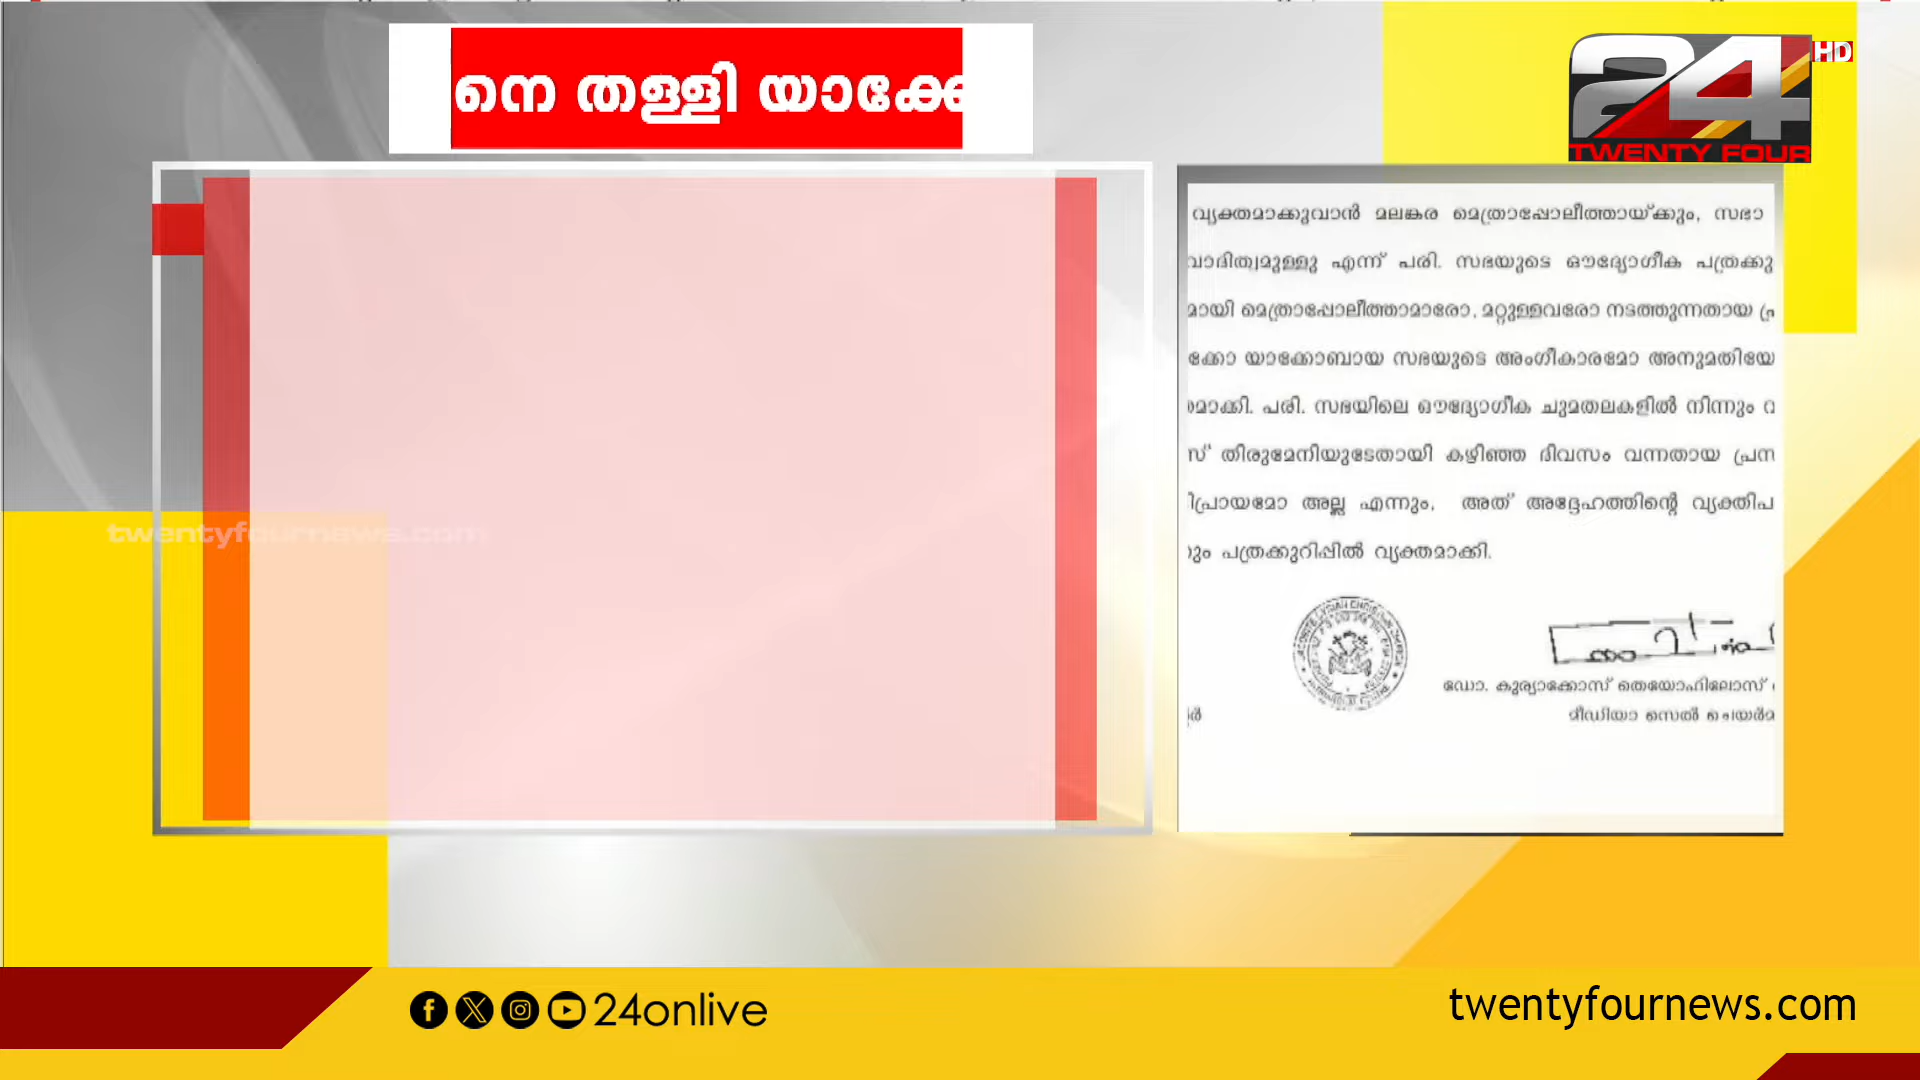 നെ തള്ളി യാക്കോ
24 HD
TWENTY FOUR
വ്യക്തമാക്കുവാൻ മലങ്കര മെത്രാപ്പോലീത്തായ്ക്കും, സഭാ
വാദിത്വമുള്ളു എന്ന് പരി. സഭയുടെ ഔദ്യോഗീക പത്രക്കു
മായി മെത്രാപ്പോലീത്താമാരോ, മറ്റുള്ളവരോ നടത്തുന്നതായ പ്ര
ക്കോ യാക്കോബായ സഭയുടെ അംഗീകാരമോ അനുമതിയോ
മാക്കി. പരി. സഭയിലെ ഔദ്യോഗീക ചുമതലകളിൽ നിന്നും വ
സ് തിരുമേനിയുടേതായി കഴിഞ്ഞ ദിവസം വന്നതായ പ്രസ
ിപ്രായമോ അല്ല എന്നും, അത് അദ്ദേഹത്തിന്റെ വ്യക്തിപ
ും പത്രക്കുറിപ്പിൽ വ്യക്തമാക്കി.
ഡോ. കുര്യാക്കോസ് തെയോഫിലോസ്
മീഡിയാ സെൽ ചെയർമ
twentyfournews.com
24onlive
twentyfournews.com